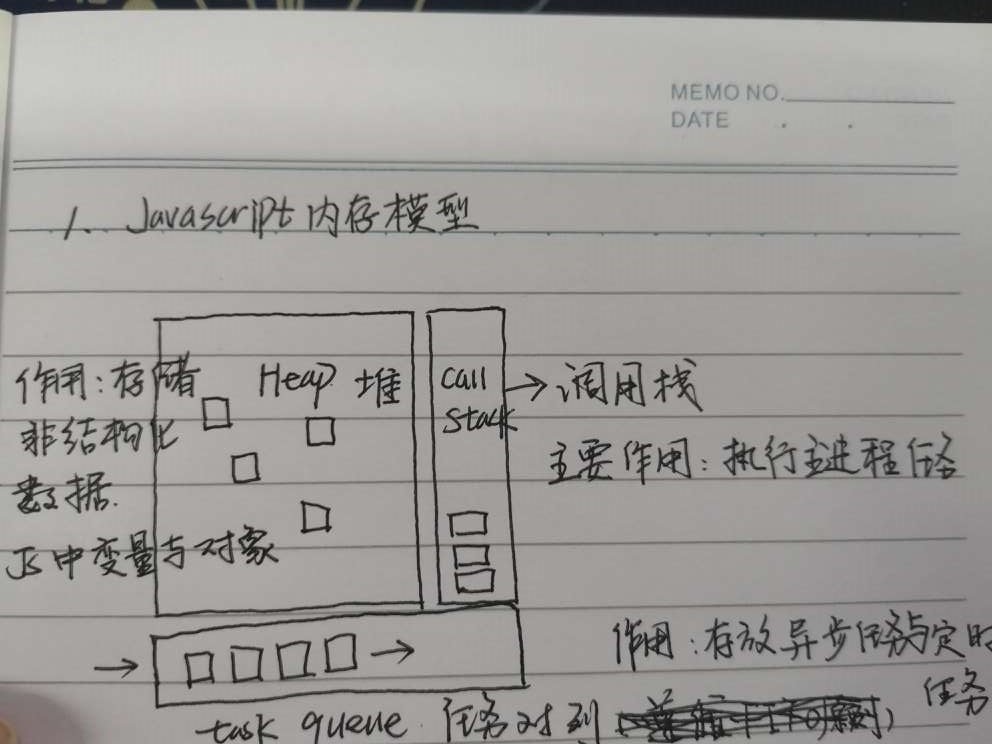 MEMO NO.
DATE
1. Javascript 内存模型
作用:存储
非结构化
数据.
JS中变量与对象
Heap 堆
call
stack
调用栈
主要作用:执行主进程任务
作用:存放异步任务与定时
任务
task queue 任务对列